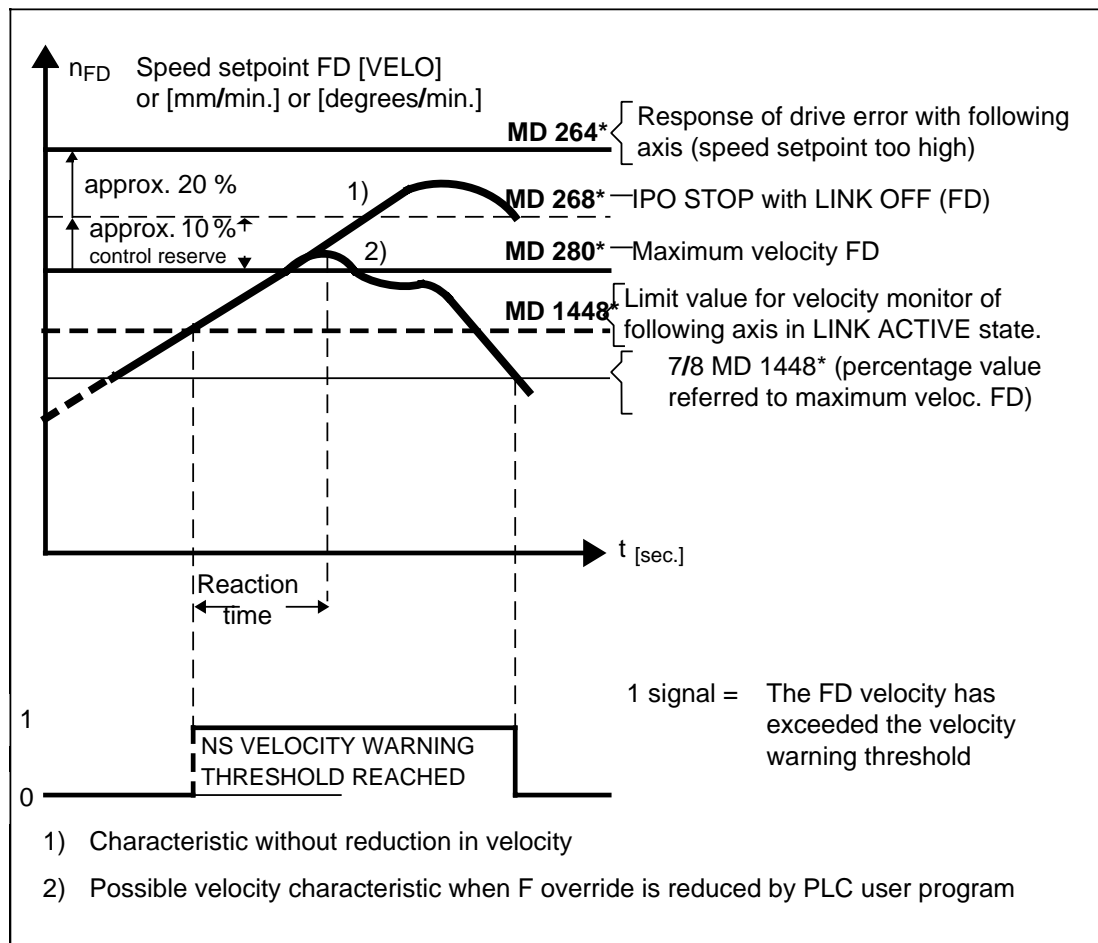 nFD Speed setpoint FD [VELO]
or [mm/min.] or [degrees/min.]
MD 264* Response of drive error with following
axis (speed setpoint too high)
approx. 20 %
1)
MD 268* IPO STOP with LINK OFF (FD)
approx. 10 %
control reserve
2)
MD 280* Maximum velocity FD
MD 1448* Limit value for velocity monitor of
following axis in LINK ACTIVE state.
7/8 MD 1448* (percentage value
referred to maximum veloc. FD)
t [sec.]
Reaction
time
1 signal = The FD velocity has
exceeded the velocity
warning threshold
1
NS VELOCITY WARNING
THRESHOLD REACHED
0
1) Characteristic without reduction in velocity
2) Possible velocity characteristic when F override is reduced by PLC user program